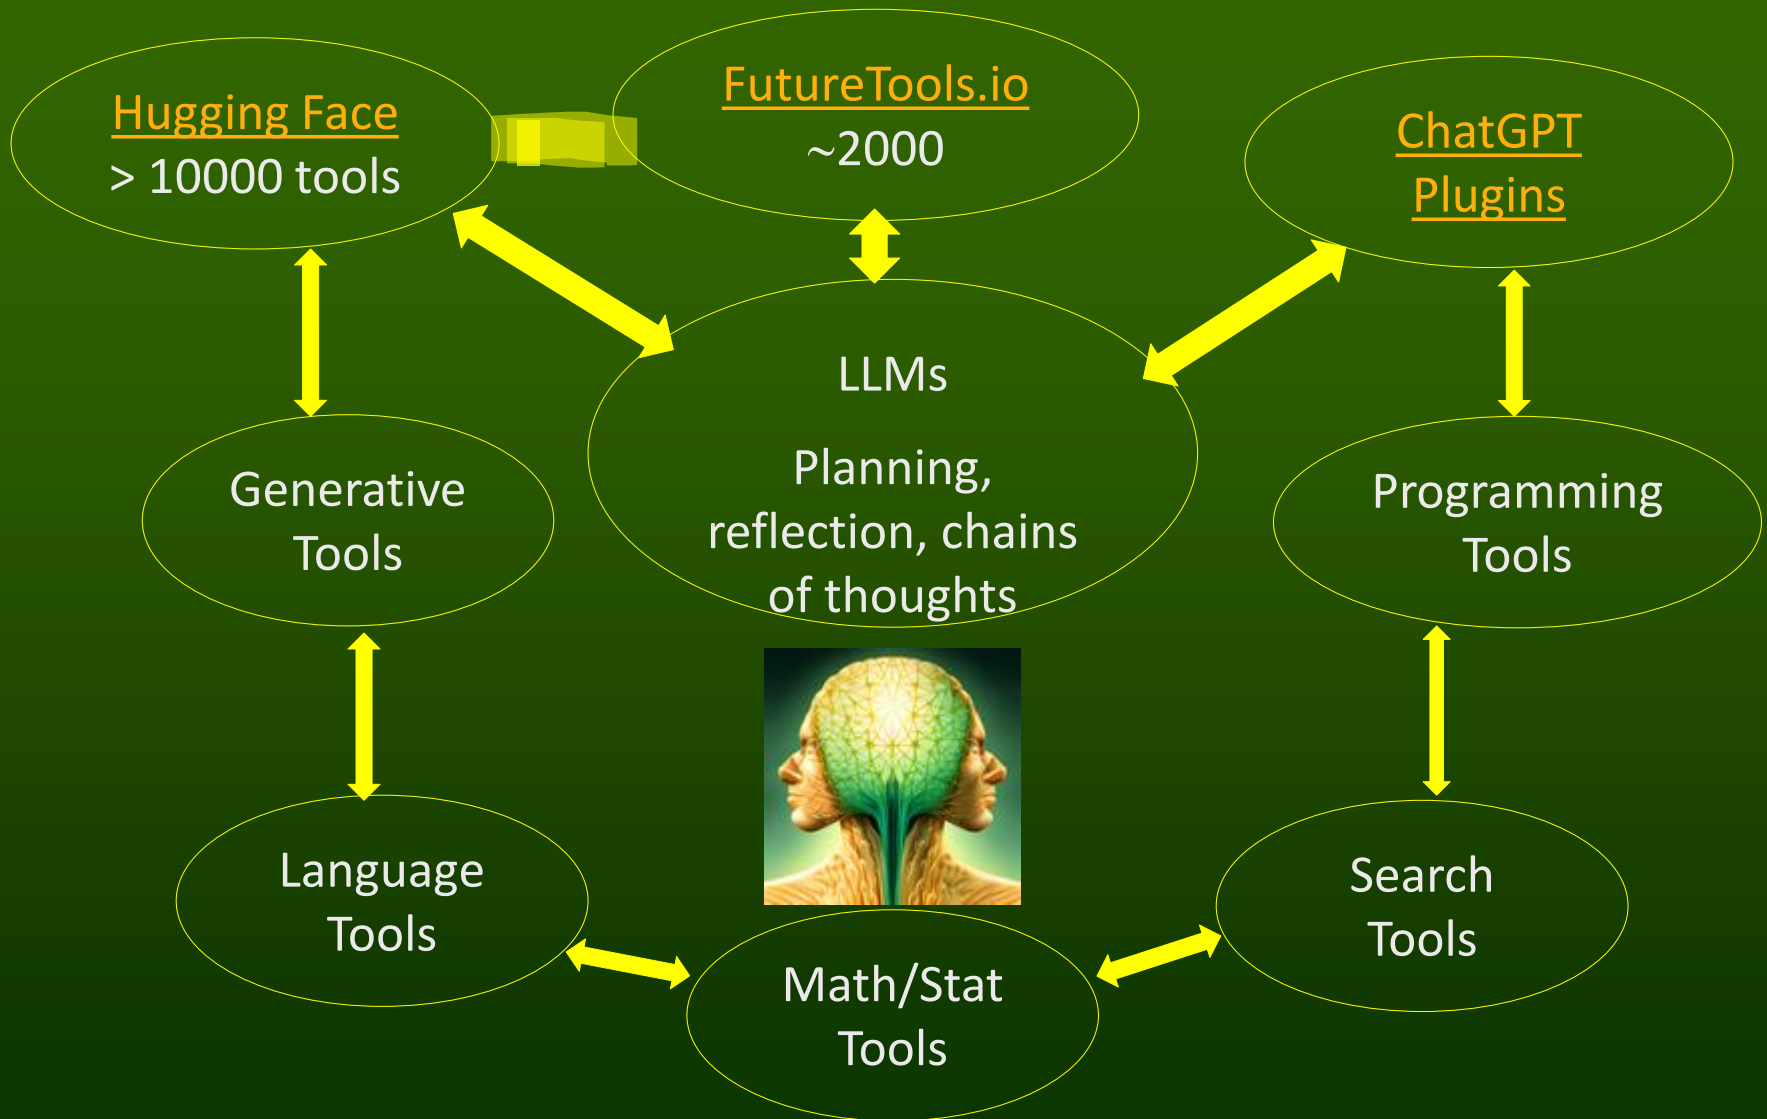 Hugging Face
> 10000 tools
FutureTools.io
~2000
ChatGPT
Plugins
LLMs
Planning,
reflection, chains
of thoughts
Generative
Tools
Programming
Tools
Language
Tools
Search
Tools
Math/Stat
Tools